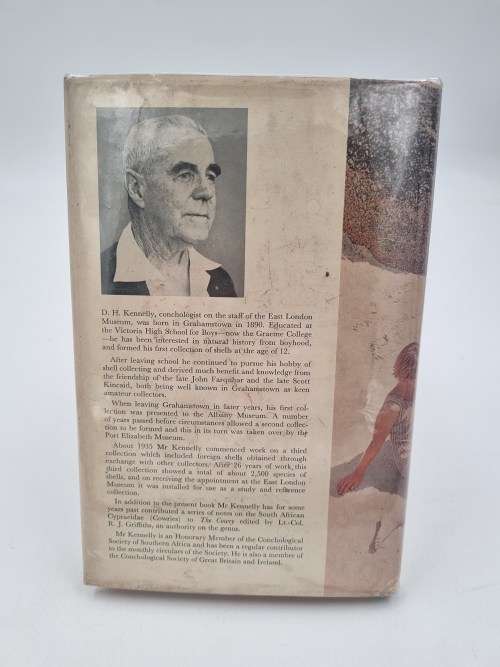 D. H. Kennelly, conchologist on the staff of the East London
Museum, was born in Grahamstown in 1890. Educated at
the Victoria High School for Boys—now the Graeme College
—he has been interested in natural history from boyhood,
and formed his first collection of shells at the age of 12.
After leaving school he continued to pursue his hobby of
shell collecting and derived much benefit and knowledge from
the friendship of the late John Farquhar and the late Scott
Kincaid, both being well known in Grahamstown as keen
amateur collectors.
When leaving Grahamstown in later years, his first col-
lection was presented to the Albany Museum. A number
of years passed before circumstances allowed a second collec-
tion to be formed and this in its turn was taken over by the
Port Elizabeth Museum.
About 1935 Mr Kennelly commenced work on a third
collection which included foreign shells obtained through
exchange with other collectors. After 26 years of work, this
third collection showed a total of about 2,500 species of
shells, and on receiving the appointment at the East London
Museum it was installed for use as a study and reference
collection.
In addition to the present book Mr Kennelly has for some
years past contributed a series of notes on the South African
Cypraeidae (Cowries) to The Cowry edited by Lt-Col.
R. J. Griffiths, an authority on the genus.
Mr Kennelly is an Honorary Member of the Conchological
Society of Southern Africa and has been a regular contributor
to the monthly circulars of the Society. He is also a member of
the Conchological Society of Great Britain and Ireland.